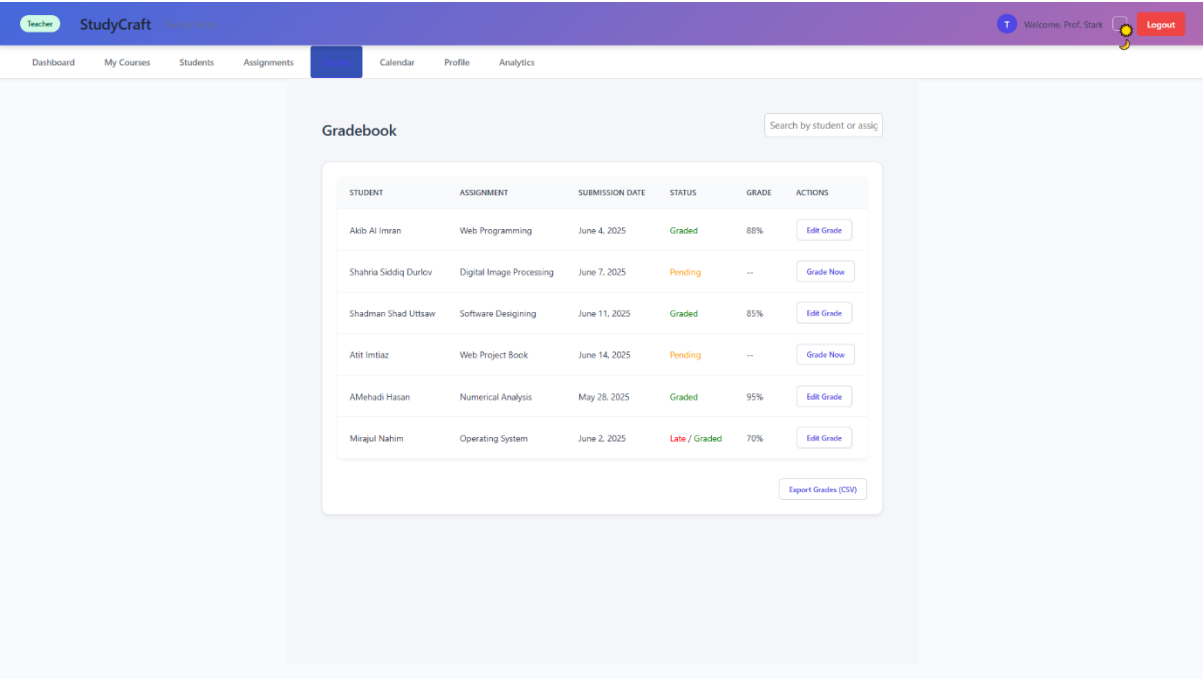 Teacher StudyCraft T Welcome, Prof. Stark Logout
Dashboard My Courses Students Assignments Calendar Profile Analytics
Gradebook Search by student or assig
STUDENT ASSIGNMENT SUBMISSION DATE STATUS GRADE ACTIONS
Akib Al Imran Web Programming June 4, 2025 Graded 88% Edit Grade
Shahria Siddiq Durlov Digital Image Processing June 7, 2025 Pending -- Grade Now
Shadman Shad Uttsaw Software Desigining June 11, 2025 Graded 85% Edit Grade
Atit Imtiaz Web Project Book June 14, 2025 Pending -- Grade Now
AMehadi Hasan Numerical Analysis May 28, 2025 Graded 95% Edit Grade
Mirajul Nahim Operating System June 2, 2025 Late / Graded 70% Edit Grade
Export Grades (CSV)